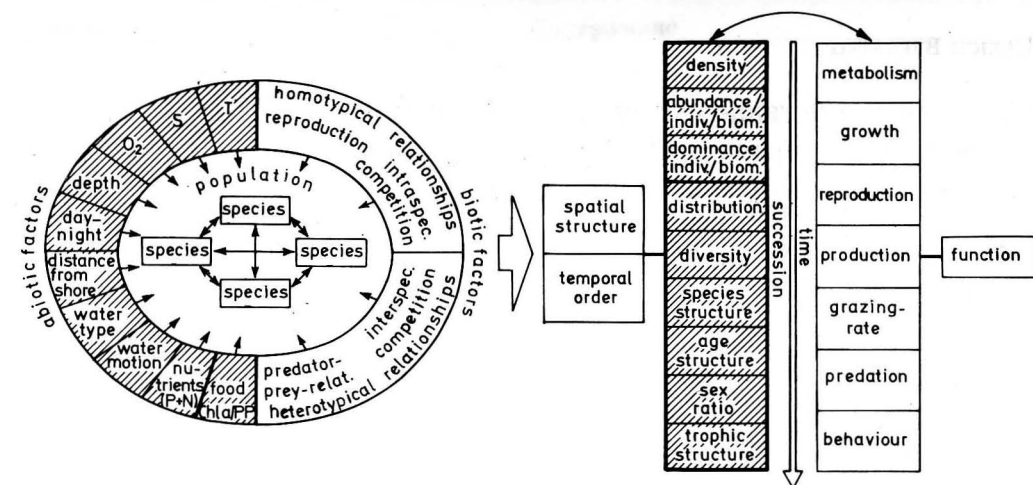 abiotic factors
T
S
O2
depth
day-
night
distance
from
shore
water
type
water
motion
nu-
trients
(P+N)
food
Chla/PP
homotypical relationships
reproduction
intraspec.
competition
biotic factors
interspec.
competition
predator-
prey-relat.
heterotypical relationships
population
species
species
species
species
spatial
structure
temporal
order
density
abundance/
indiv./biom.
dominance
indiv./biom.
distribution
diversity
species
structure
age
structure
sex
ratio
trophic
structure
succession
time
metabolism
growth
reproduction
production
grazing-
rate
predation
behaviour
function